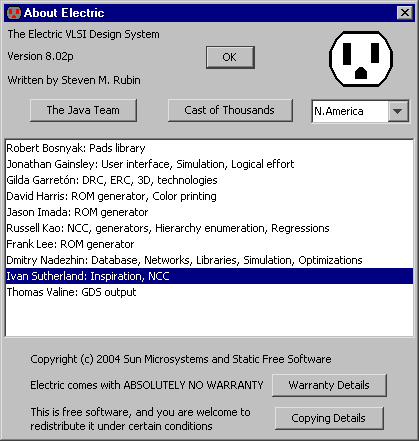 About Electric
The Electric VLSI Design System
Version 8.02p
OK
Written by Steven M. Rubin
The Java Team
Cast of Thousands
N.America
Robert Bosnyak: Pads library
Jonathan Gainsley: User interface, Simulation, Logical effort
Gilda Garretón: DRC, ERC, 3D, technologies
David Harris: ROM generator, Color printing
Jason Imada: ROM generator
Russell Kao: NCC, generators, Hierarchy enumeration, Regressions
Frank Lee: ROM generator
Dmitry Nadezhin: Database, Networks, Libraries, Simulation, Optimizations
Ivan Sutherland: Inspiration, NCC
Thomas Valine: GDS output
Copyright (c) 2004 Sun Microsystems and Static Free Software
Electric comes with ABSOLUTELY NO WARRANTY
Warranty Details
This is free software, and you are welcome to
redistribute it under certain conditions
Copying Details